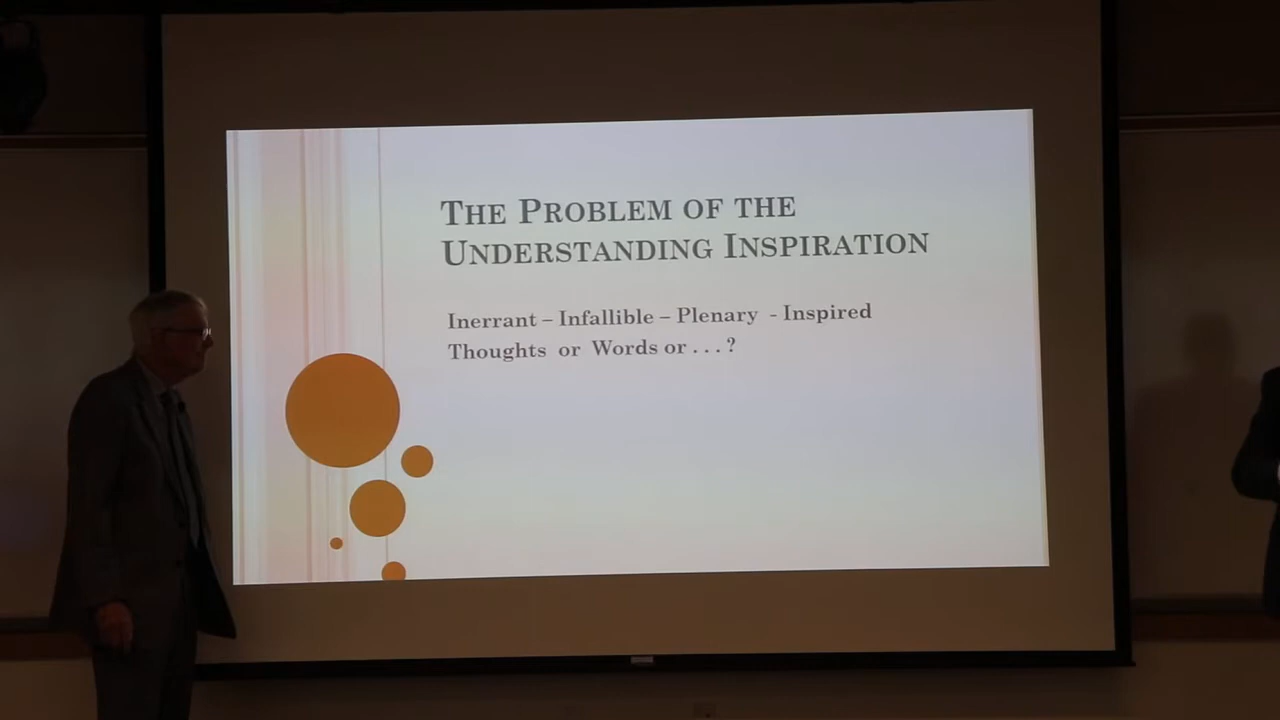 THE PROBLEM OF THE
UNDERSTANDING INSPIRATION
Inerrant – Infallible – Plenary - Inspired
Thoughts or Words or . . . ?